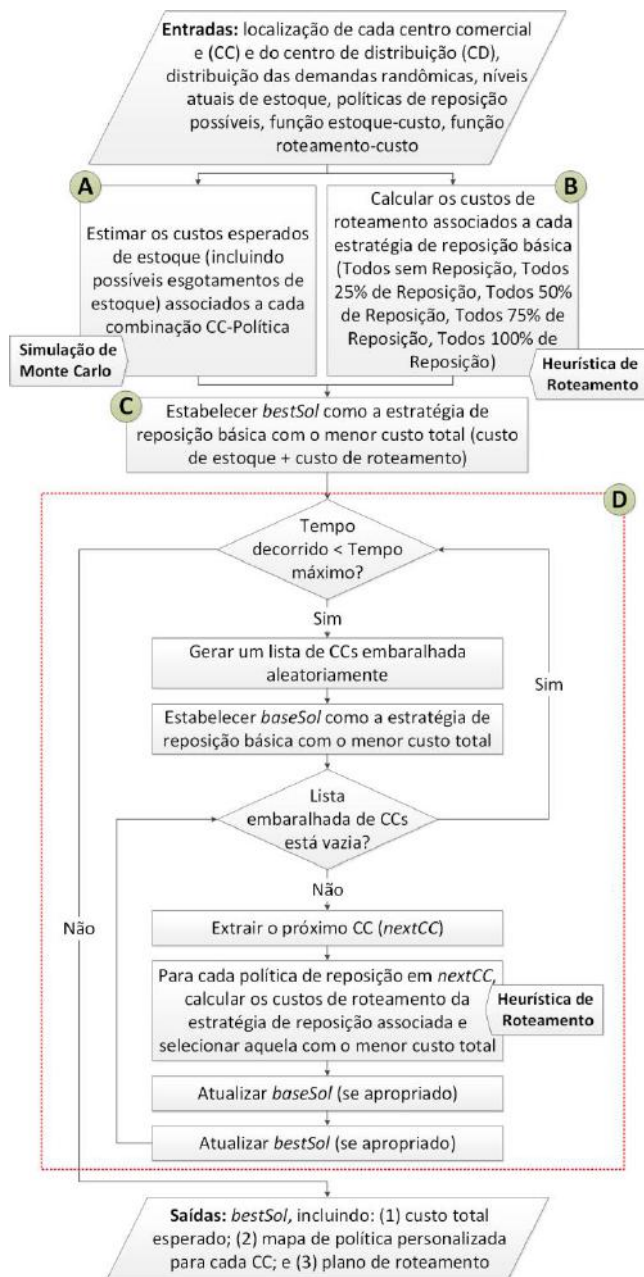 Entradas: localização de cada centro comercial
e (CC) e do centro de distribuição (CD),
distribuição das demandas randômicas, níveis
atuais de estoque, políticas de reposição
possíveis, função estoque-custo, função
roteamento-custo
A
Estimar os custos esperados
de estoque (incluindo
possíveis esgotamentos de
estoque) associados a cada
combinação CC-Política
Simulação de
Monte Carlo
B
Calcular os custos de
roteamento associados a cada
estratégia de reposição básica
(Todos sem Reposição, Todos
25% de Reposição, Todos 50%
de Reposição, Todos 75% de
Reposição, Todos 100% de
Reposição)
Heurística de
Roteamento
C
Estabelecer bestSol como a estratégia de
reposição básica com o menor custo total (custo
de estoque + custo de roteamento)
D
Tempo
decorrido < Tempo
máximo?
Sim
Gerar um lista de CCs embaralhada
aleatoriamente
Sim
Estabelecer baseSol como a estratégia de
reposição básica com o menor custo total
Lista
embaralhada de CCs
está vazia?
Não
Não
Extrair o próximo CC (nextCC)
Para cada política de reposição em nextCC,
calcular os custos de roteamento da
estratégia de reposição associada e
selecionar aquela com o menor custo total
Heurística de
Roteamento
Atualizar baseSol (se apropriado)
Atualizar bestSol (se apropriado)
Saídas: bestSol, incluindo: (1) custo total
esperado; (2) mapa de política personalizada
para cada CC; e (3) plano de roteamento